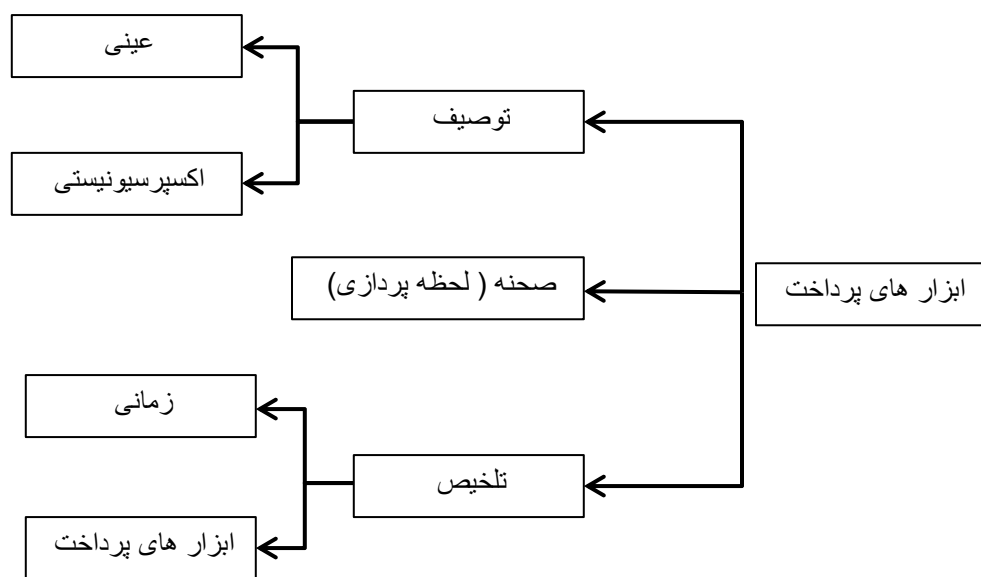 عینی
توصیف
اکسپرسیونیستی
صحنه ( لحظه پردازی)
ابزار های پرداخت
زمانی
تلخیص
ابزار های پرداخت